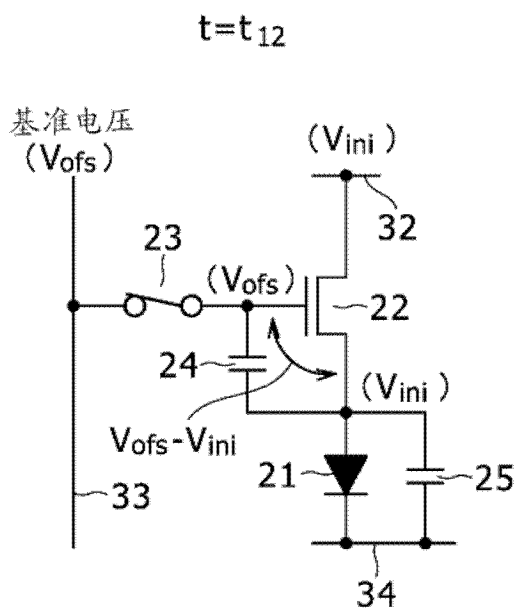 t=t12
基准电压
(Vofs)
(Vini)
32
23
(Vofs)
22
24
(Vini)
Vofs-Vini
21
25
33
34